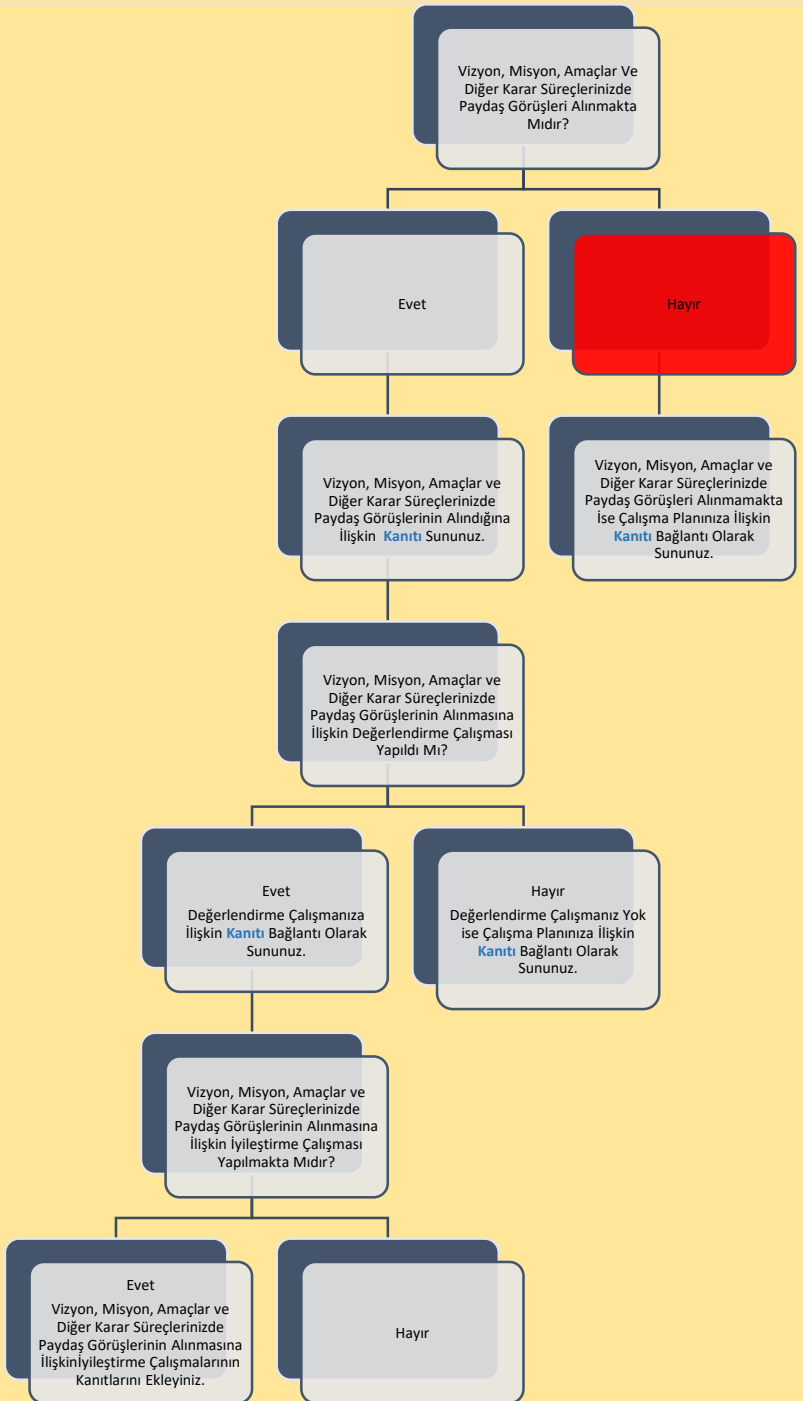 Vizyon, Misyon, Amaçlar Ve
Diğer Karar Süreçlerinizde
Paydaş Görüşleri Alınmakta
Mıdır?
Evet
Hayır
Vizyon, Misyon, Amaçlar ve
Diğer Karar Süreçlerinizde
Paydaş Görüşlerinin Alındığına
İlişkin Kanıtı Sununuz.
Vizyon, Misyon, Amaçlar ve
Diğer Karar Süreçlerinizde
Paydaş Görüşleri Alınmamakta
İse Çalışma Planınıza İlişkin
Kanıtı Bağlantı Olarak
Sununuz.
Vizyon, Misyon, Amaçlar ve
Diğer Karar Süreçlerinizde
Paydaş Görüşlerinin Alınmasına
İlişkin Değerlendirme Çalışması
Yapıldı Mı?
Evet
Değerlendirme Çalışmanıza
İlişkin Kanıtı Bağlantı Olarak
Sununuz.
Hayır
Değerlendirme Çalışmanız Yok
ise Çalışma Planınıza İlişkin
Kanıtı Bağlantı Olarak
Sununuz.
Vizyon, Misyon, Amaçlar ve
Diğer Karar Süreçlerinizde
Paydaş Görüşlerinin Alınmasına
İlişkin İyileştirme Çalışması
Yapılmakta Mıdır?
Evet
Vizyon, Misyon, Amaçlar ve
Diğer Karar Süreçlerinizde
Paydaş Görüşlerinin Alınmasına
İlişkinİyileştirme Çalışmalarının
Kanıtlarını Ekleyiniz.
Hayır